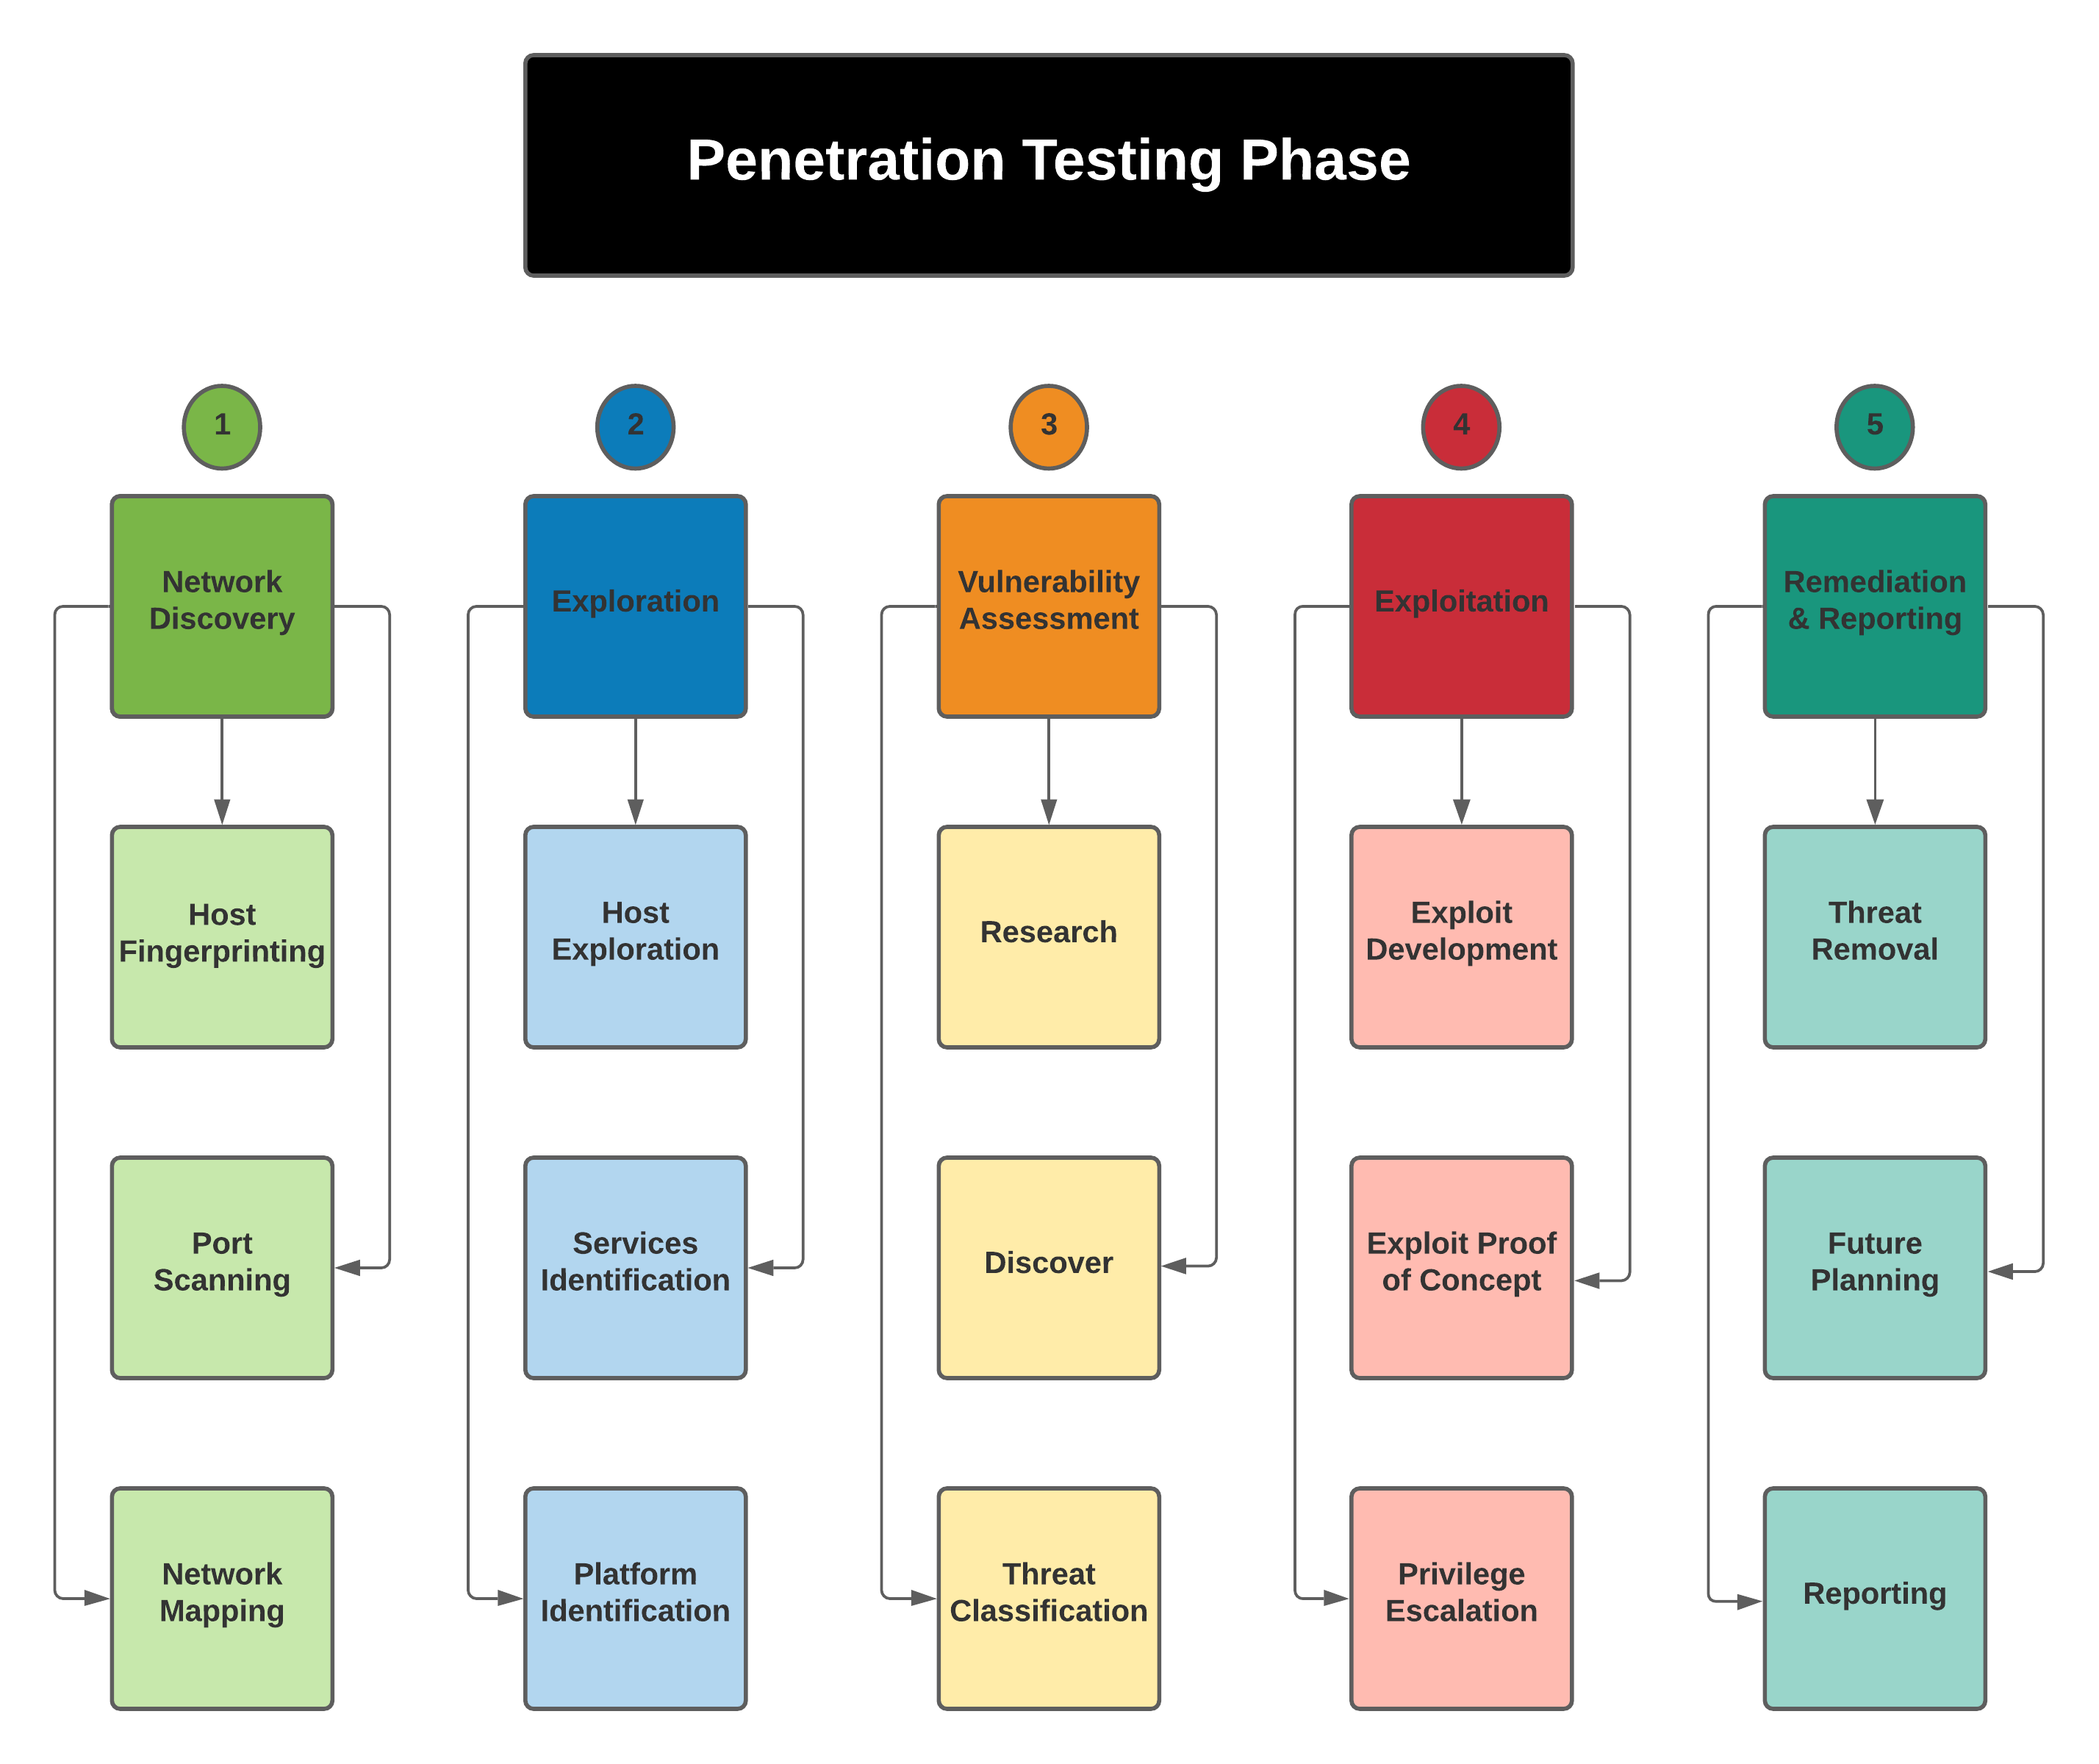 Penetration Testing Phase
1
2
3
4
5
Network
Discovery
Exploration
Vulnerability
Assessment
Exploitation
Remediation
& Reporting
Host
Fingerprinting
Host
Exploration
Research
Exploit
Development
Threat
Removal
Port
Scanning
Services
Identification
Discover
Exploit Proof
of Concept
Future
Planning
Network
Mapping
Platform
Identification
Threat
Classification
Privilege
Escalation
Reporting